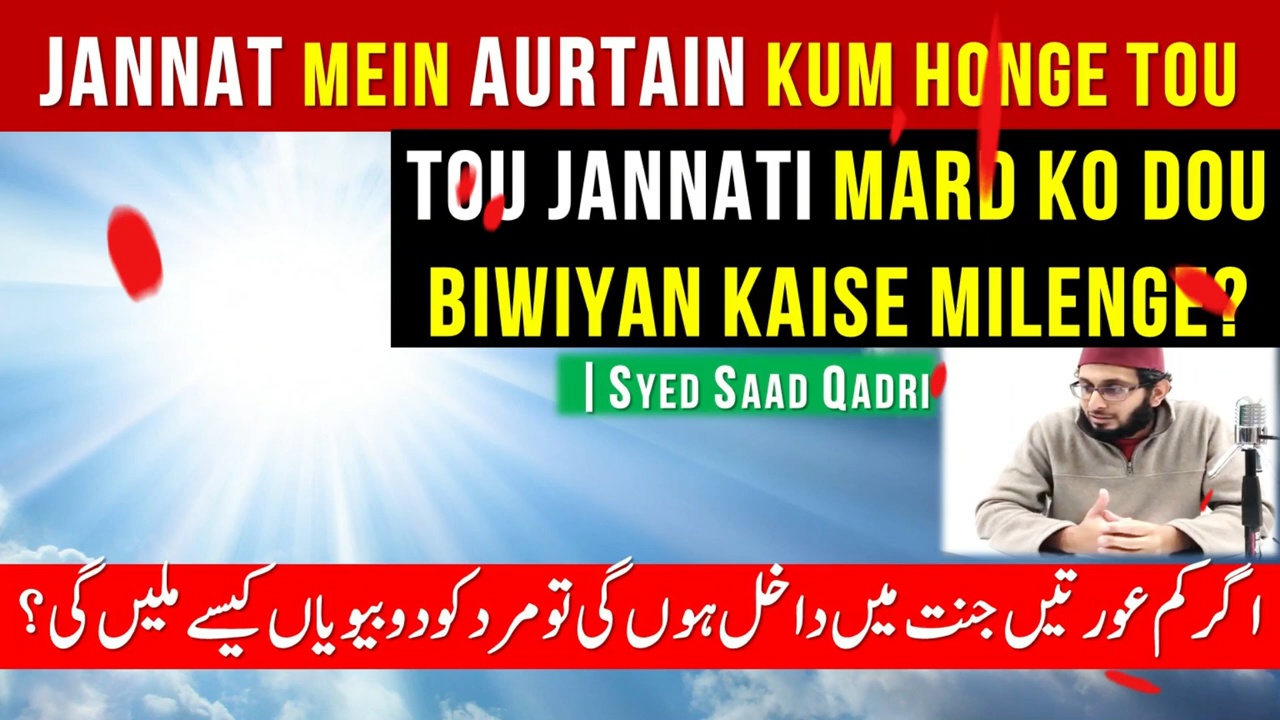 JANNAT MEIN AURTAIN KUM HONGE TOU
TOU JANNATI MARD KO DOU
BIWIYAN KAISE MILENGE?
| SYED SAAD QADRI
اگر کم عورتیں جنت میں داخل ہوں گی تو مرد کو دو بیویاں کیسے ملیں گی؟